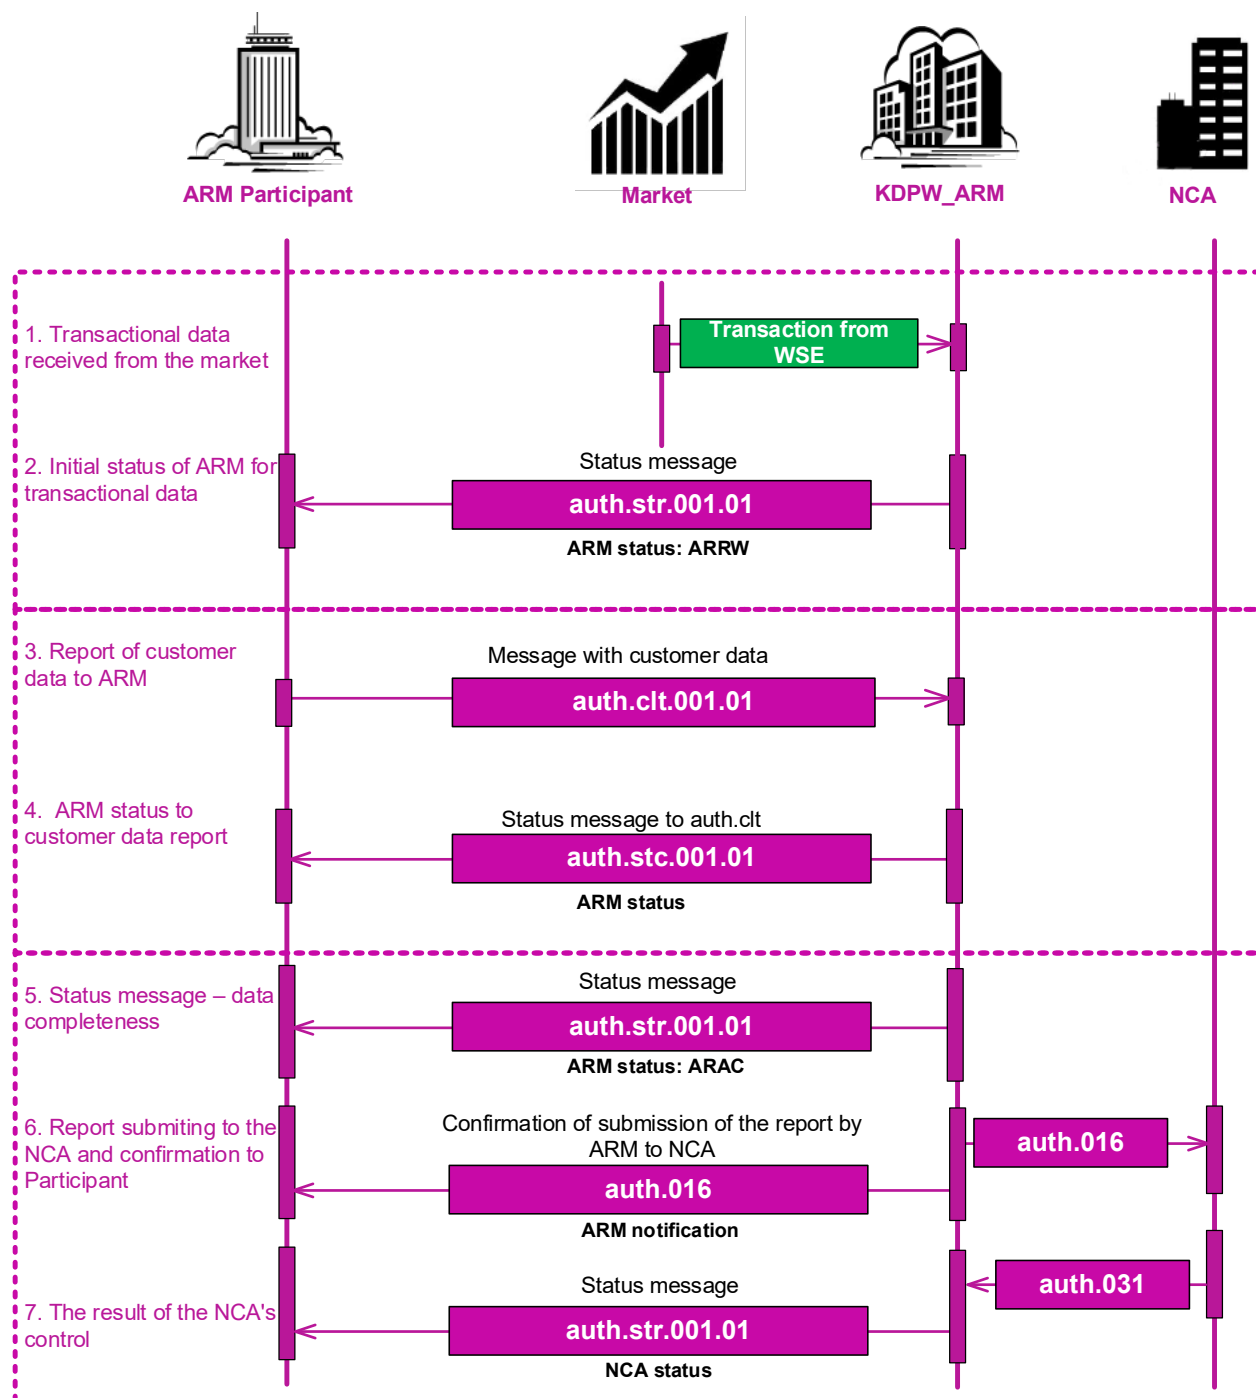 ARM Participant
Market
KDPW_ARM
NCA
1. Transactional data
received from the market
Transaction from
WSE
2. Initial status of ARM for
transactional data
Status message
auth.str.001.01
ARM status: ARRW
3. Report of customer
data to ARM
Message with customer data
auth.clt.001.01
4.  ARM status to
customer data report
Status message to auth.clt
auth.stc.001.01
ARM status
5. Status message – data
completeness
Status message
auth.str.001.01
ARM status: ARAC
6. Report submiting to the
NCA and confirmation to
Participant
Confirmation of submission of the report by
ARM to NCA
auth.016
ARM notification
auth.016
7. The result of the NCA's
control
Status message
auth.str.001.01
NCA status
auth.031